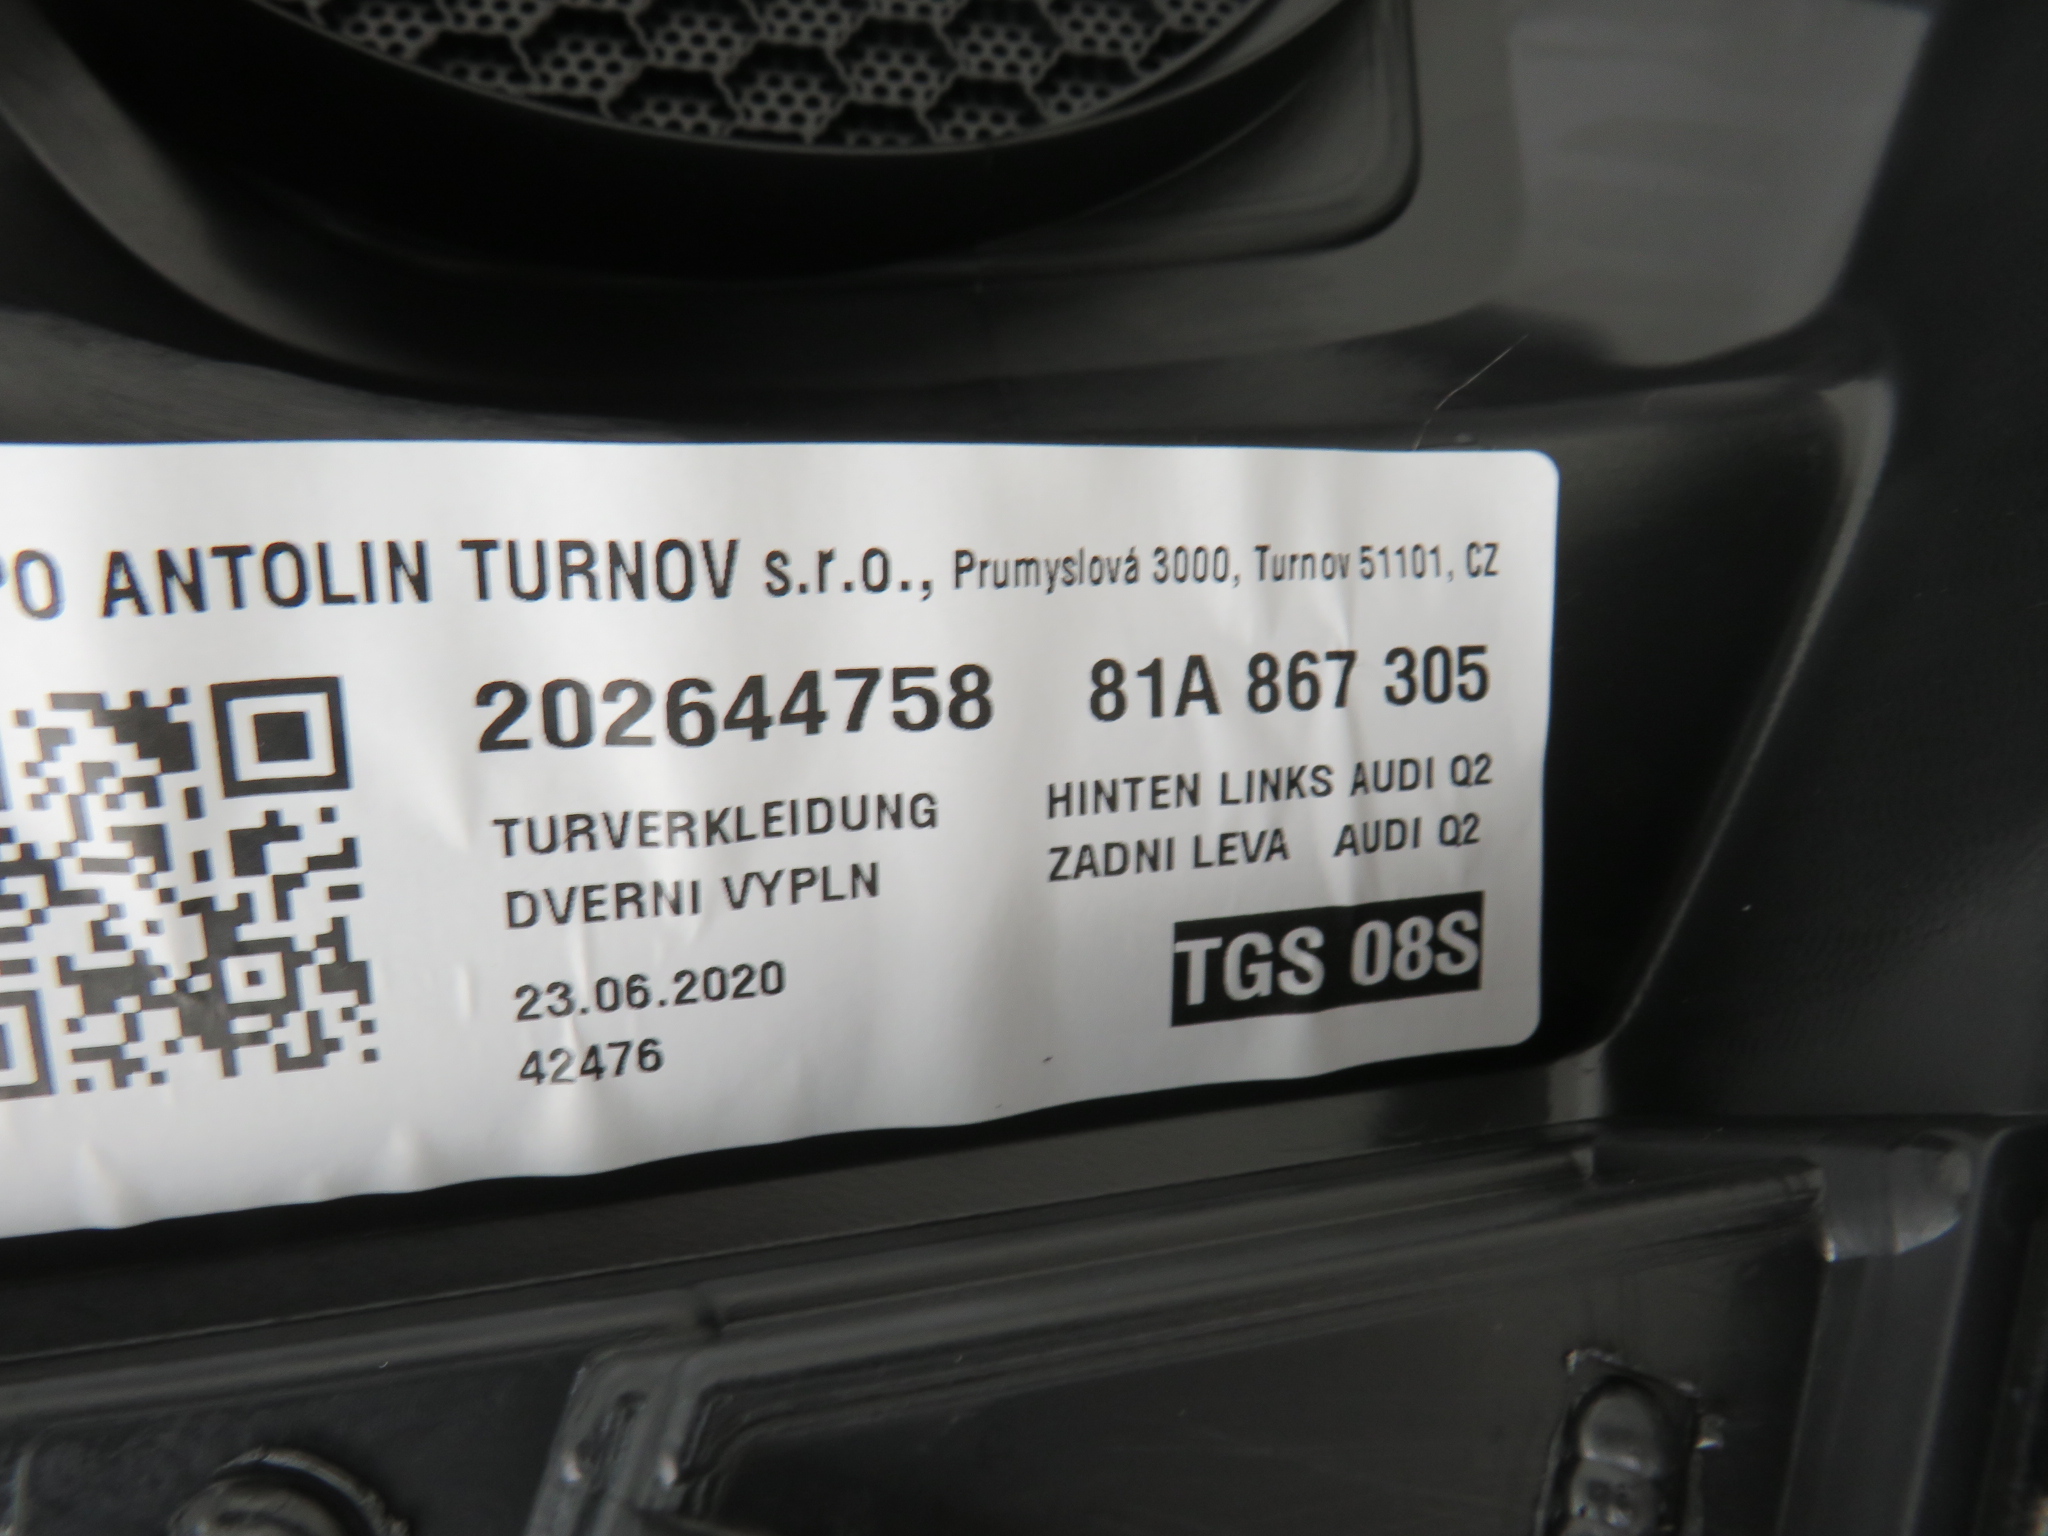 PO ANTOLIN TURNOV s.r.o., Prumyslová 3000, Turnov 51101, CZ
202644758 81A 867 305
TURVERKLEIDUNG HINTEN LINKS AUDI Q2
DVERNI VYPLN ZADNI LEVA AUDI Q2
23.06.2020 TGS 08S
42476